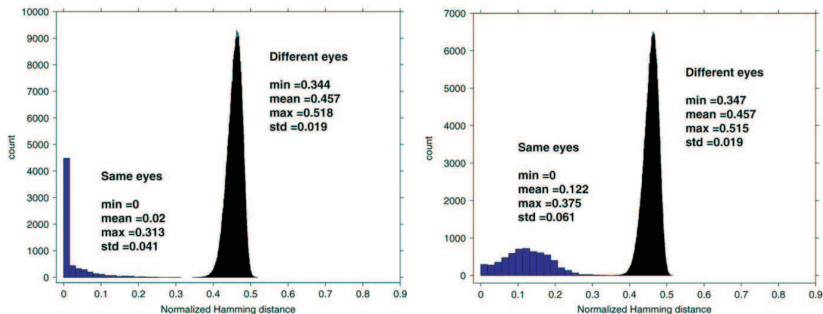 10000
9000
8000
7000
6000
5000
4000
3000
2000
1000
0
count
Different eyes
min =0.344
mean =0.457
max =0.518
std =0.019
Same eyes
min =0
mean =0.02
max =0.313
std =0.041
0 0.1 0.2 0.3 0.4 0.5 0.6 0.7 0.8 0.9
Normalized Hamming distance
7000
6000
5000
4000
3000
2000
1000
0
count
Different eyes
min =0.347
mean =0.457
max =0.515
std =0.019
Same eyes
min =0
mean =0.122
max =0.375
std =0.061
0 0.1 0.2 0.3 0.4 0.5 0.6 0.7 0.8 0.9
Normalized Hamming distance